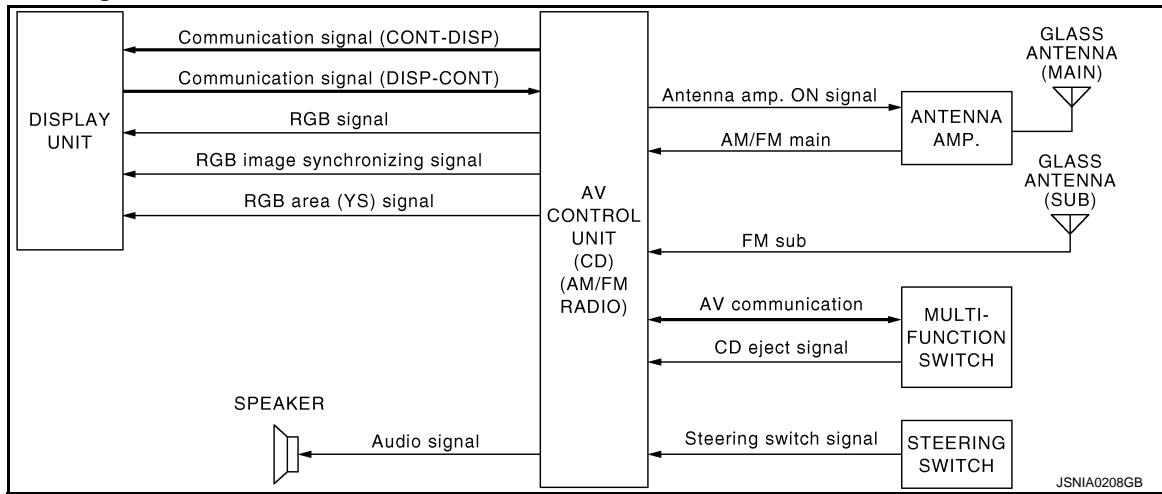 Communication signal (CONT-DISP)
Communication signal (DISP-CONT)
DISPLAY
UNIT
RGB signal
RGB image synchronizing signal
RGB area (YS) signal
SPEAKER
Audio signal
AV
CONTROL
UNIT
(CD)
(AM/FM
RADIO)
Antenna amp. ON signal
AM/FM main
ANTENNA
AMP.
GLASS
ANTENNA
(MAIN)
GLASS
ANTENNA
(SUB)
FM sub
AV communication
CD eject signal
MULTI-
FUNCTION
SWITCH
Steering switch signal
STEERING
SWITCH
JSNIA0208GB